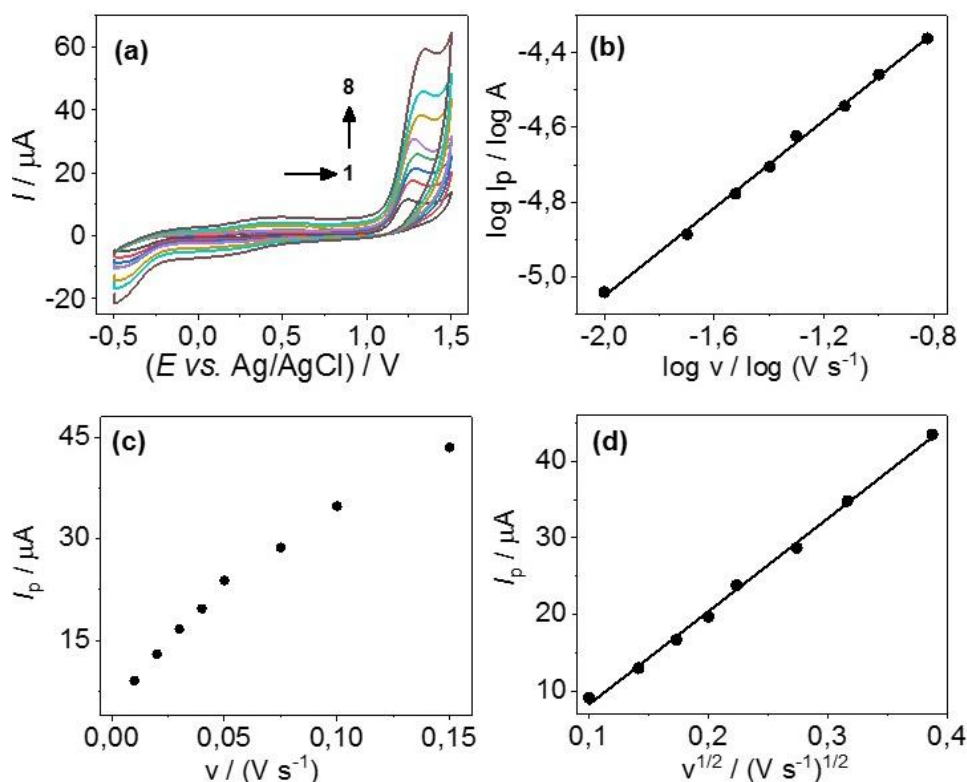 (a)
60
40
20
0
-20
I / µA
8
1
-0,5 0,0 0,5 1,0 1,5
(E vs. Ag/AgCl) / V
(b)
-4,4
-4,6
-4,8
-5,0
log Ip / log A
-2,0 -1,6 -1,2 -0,8
log v / log (V s⁻¹)
(c)
45
30
15
Ip / µA
0,00 0,05 0,10 0,15
v / (V s⁻¹)
(d)
40
30
20
10
Ip / µA
0,1 0,2 0,3 0,4
v¹/² / (V s⁻¹)¹/²